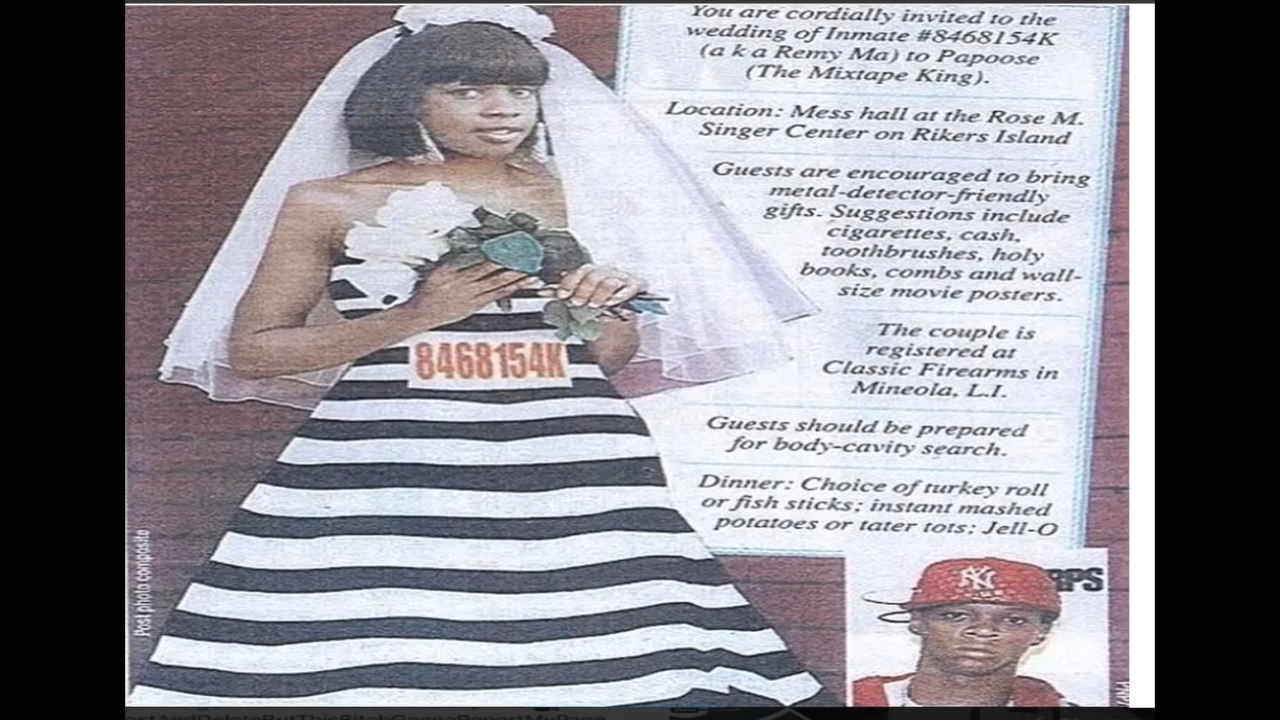 You are cordially invited to the
wedding of Inmate #8468154K
(a k a Remy Ma) to Papoose
(The Mixtape King).
Location: Mess hall at the Rose M.
Singer Center on Rikers Island
Guests are encouraged to bring
metal-detector-friendly
gifts. Suggestions include
cigarettes, cash,
toothbrushes, holy
books, combs and wall-
size movie posters.
The couple is
registered at
Classic Firearms in
Mineola, L.I.
Guests should be prepared
for body-cavity search.
Dinner: Choice of turkey roll
or fish sticks; instant mashed
potatoes or tater tots; Jell-O
8468154K
Post photo composite
NY
RPS